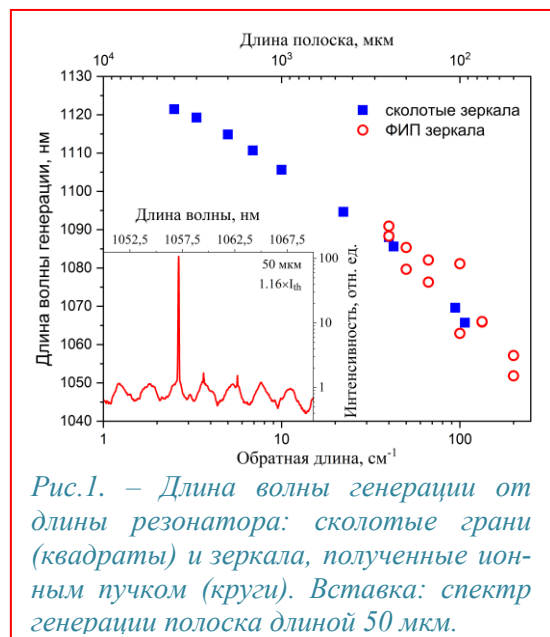 Длина полоска, мкм
10⁴ 10³ 10²
1130
1120
1110
1100
1090
1080
1070
1060
1050
1040
Длина волны генерации, нм
сколотые зеркала
ФИП зеркала
Длина волны, нм
1052,5 1057,5 1062,5 1067,5
50 мкм
1.16×I_th
100
10
1
Интенсивность, отн. ед.
1 10 100
Обратная длина, см⁻¹
Рис.1. – Длина волны генерации от
длины резонатора: сколотые грани
(квадраты) и зеркала, полученные ион-
ным пучком (круги). Вставка: спектр
генерации полоска длиной 50 мкм.